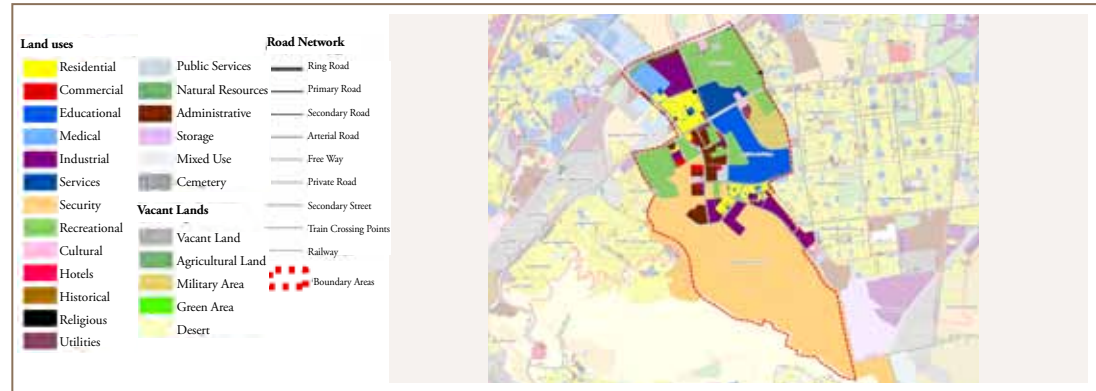 Land uses
Residential
Commercial
Educational
Medical
Industrial
Services
Security
Recreational
Cultural
Hotels
Historical
Religious
Utilities
Public Services
Natural Resources
Administrative
Storage
Mixed Use
Cemetery
Vacant Lands
Vacant Land
Agricultural Land
Military Area
Green Area
Desert
Road Network
Ring Road
Primary Road
Secondary Road
Arterial Road
Free Way
Private Road
Secondary Street
Train Crossing Points
Railway
Boundary Areas